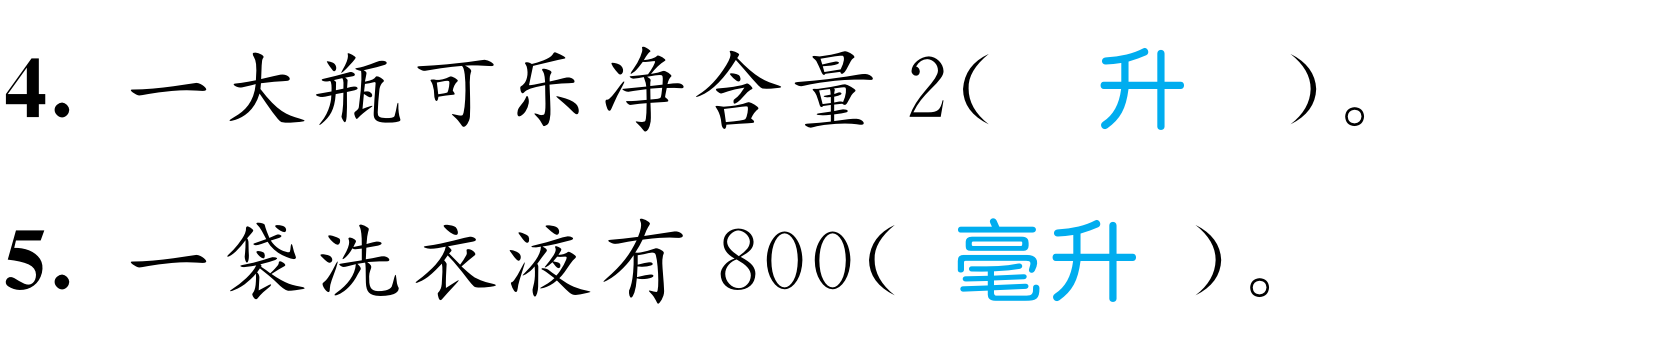 4. 一大瓶可乐净含量 2( 升 )。
5. 一袋洗衣液有 800( 毫升 )。